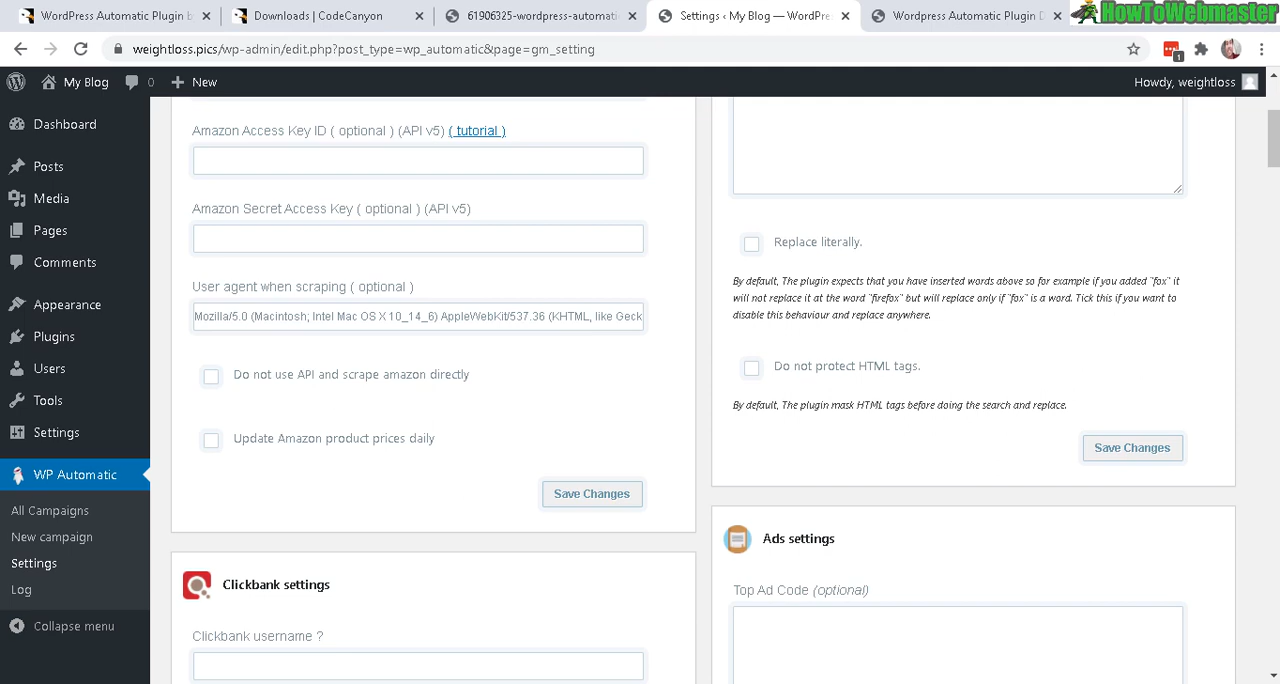 WordPress Automatic Plugin b
Downloads | CodeCanyon
Settings ‹ My Blog — WordPre
Wordpress Automatic Plugin D
HowToWebmaster
weightloss.pics/wp-admin/edit.php?post_type=wp_automatic&page=gm_setting
1
My Blog
0
New
Howdy, weightloss
Dashboard
Posts
Media
Pages
Comments
Appearance
Plugins
Users
Tools
Settings
WP Automatic
All Campaigns
New campaign
Settings
Log
Collapse menu
Amazon Access Key ID ( optional ) (API v5) ( tutorial )
Amazon Secret Access Key ( optional ) (API v5)
User agent when scraping ( optional )
Mozilla/5.0 (Macintosh; Intel Mac OS X 10_14_6) AppleWebKit/537.36 (KHTML, like Geck
Do not use API and scrape amazon directly
Update Amazon product prices daily
Save Changes
Clickbank settings
Clickbank username ?
Replace literally.
By default, The plugin expects that you have inserted words above so for example if you added "fox" it
will not replace it at the word "firefox" but will replace only if "fox" is a word. Tick this if you want to
disable this behaviour and replace anywhere.
Do not protect HTML tags.
By default, The plugin mask HTML tags before doing the search and replace.
Save Changes
Ads settings
Top Ad Code (optional)